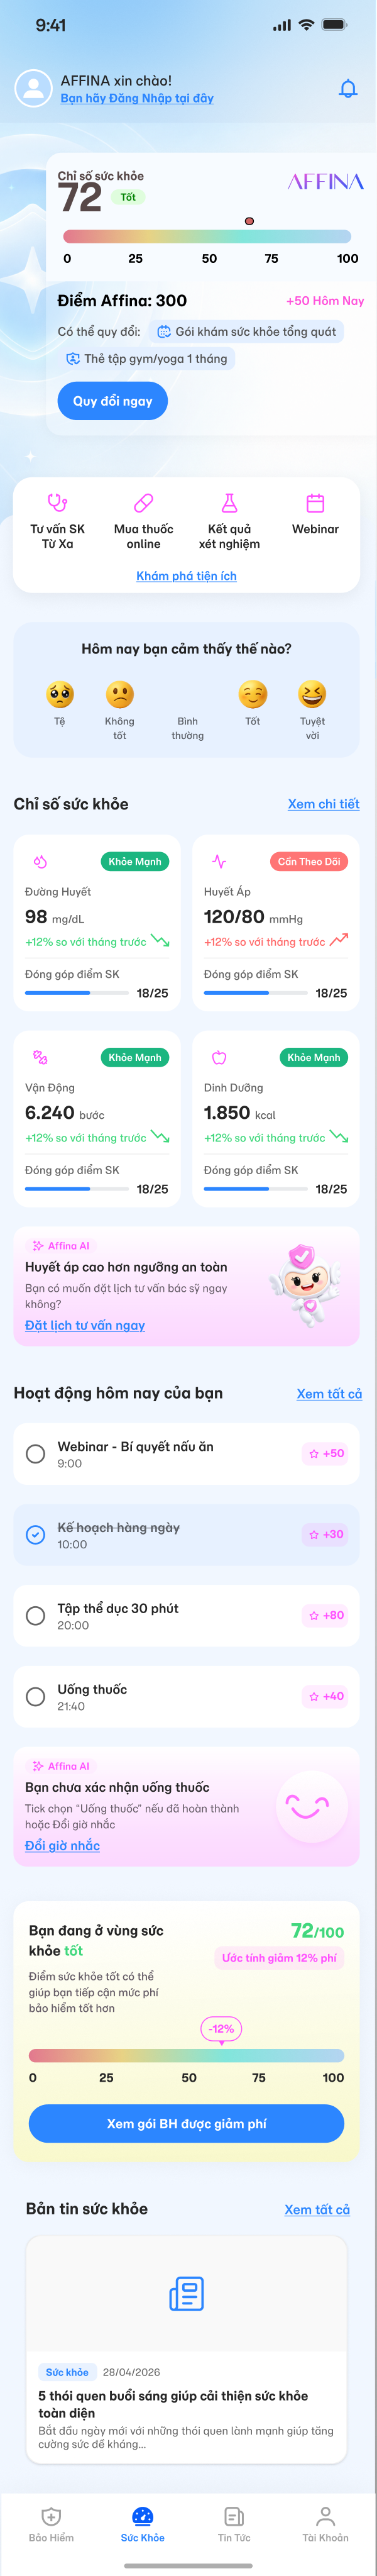 9:41
AFFINA xin chào!
Bạn hãy Đăng Nhập tại đây
Chỉ số sức khỏe
72 Tốt
AFFINA
0 25 50 75 100
Điểm Affina: 300 +50 Hôm Nay
Có thể quy đổi: Gói khám sức khỏe tổng quát
Thẻ tập gym/yoga 1 tháng
Quy đổi ngay
Tư vấn SK
Từ Xa
Mua thuốc
online
Kết quả
xét nghiệm
Webinar
Khám phá tiện ích
Hôm nay bạn cảm thấy thế nào?
Tệ
Không
tốt
Bình
thường
Tốt
Tuyệt
vời
Chỉ số sức khỏe Xem chi tiết
Khỏe Mạnh
Đường Huyết
98 mg/dL
+12% so với tháng trước
Đóng góp điểm SK
18/25
Cần Theo Dõi
Huyết Áp
120/80 mmHg
+12% so với tháng trước
Đóng góp điểm SK
18/25
Khỏe Mạnh
Vận Động
6.240 bước
+12% so với tháng trước
Đóng góp điểm SK
18/25
Khỏe Mạnh
Dinh Dưỡng
1.850 kcal
+12% so với tháng trước
Đóng góp điểm SK
18/25
Affina AI
Huyết áp cao hơn ngưỡng an toàn
Bạn có muốn đặt lịch tư vấn bác sỹ ngay
không?
Đặt lịch tư vấn ngay
Hoạt động hôm nay của bạn Xem tất cả
Webinar - Bí quyết nấu ăn
9:00
+50
Kế hoạch hàng ngày
10:00
+30
Tập thể dục 30 phút
20:00
+80
Uống thuốc
21:40
+40
Affina AI
Bạn chưa xác nhận uống thuốc
Tick chọn “Uống thuốc” nếu đã hoàn thành
hoặc Đổi giờ nhắc
Đổi giờ nhắc
Bạn đang ở vùng sức
khỏe tốt
72/100
Ước tính giảm 12% phí
Điểm sức khỏe tốt có thể
giúp bạn tiếp cận mức phí
bảo hiểm tốt hơn
-12%
0 25 50 75 100
Xem gói BH được giảm phí
Bản tin sức khỏe Xem tất cả
Sức khỏe 28/04/2026
5 thói quen buổi sáng giúp cải thiện sức khỏe
toàn diện
Bắt đầu ngày mới với những thói quen lành mạnh giúp tăng
cường sức đề kháng...
Bảo Hiểm Sức Khỏe Tin Tức Tài Khoản